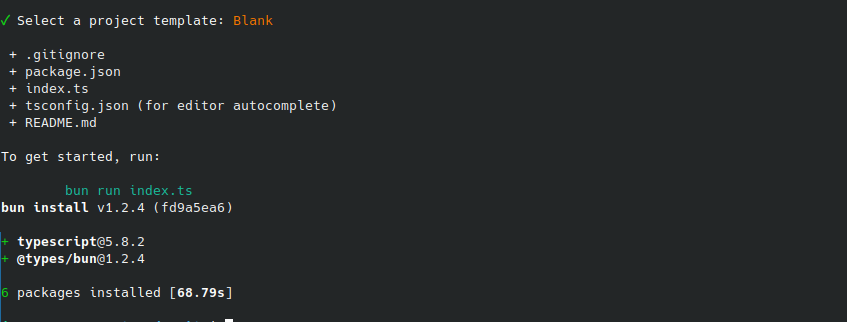 ✓ Select a project template: Blank
+ .gitignore
+ package.json
+ index.ts
+ tsconfig.json (for editor autocomplete)
+ README.md
To get started, run:
bun run index.ts
bun install v1.2.4 (fd9a5ea6)
+ typescript@5.8.2
+ @types/bun@1.2.4
6 packages installed [68.79s]